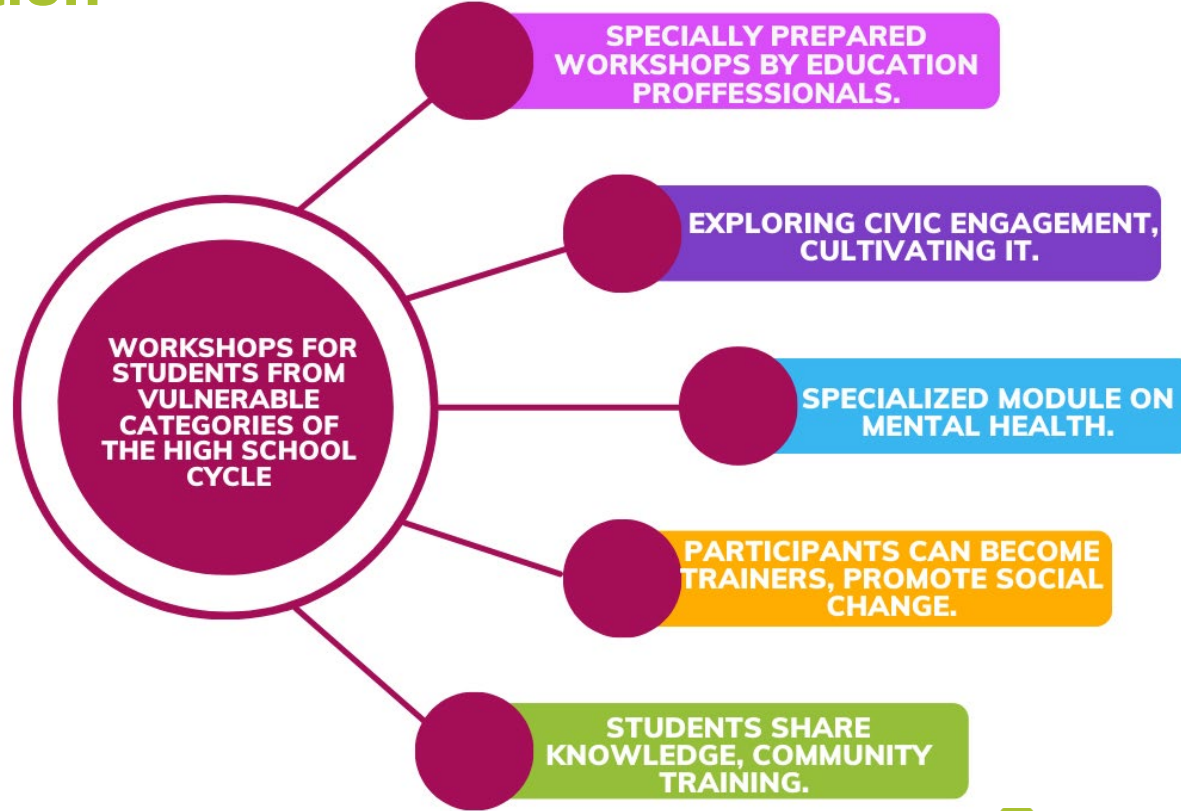 SPECIALLY PREPARED
WORKSHOPS BY EDUCATION
PROFFESSIONALS.
EXPLORING CIVIC ENGAGEMENT,
CULTIVATING IT.
WORKSHOPS FOR
STUDENTS FROM
VULNERABLE
CATEGORIES OF
THE HIGH SCHOOL
CYCLE
SPECIALIZED MODULE ON
MENTAL HEALTH.
PARTICIPANTS CAN BECOME
TRAINERS, PROMOTE SOCIAL
CHANGE.
STUDENTS SHARE
KNOWLEDGE, COMMUNITY
TRAINING.